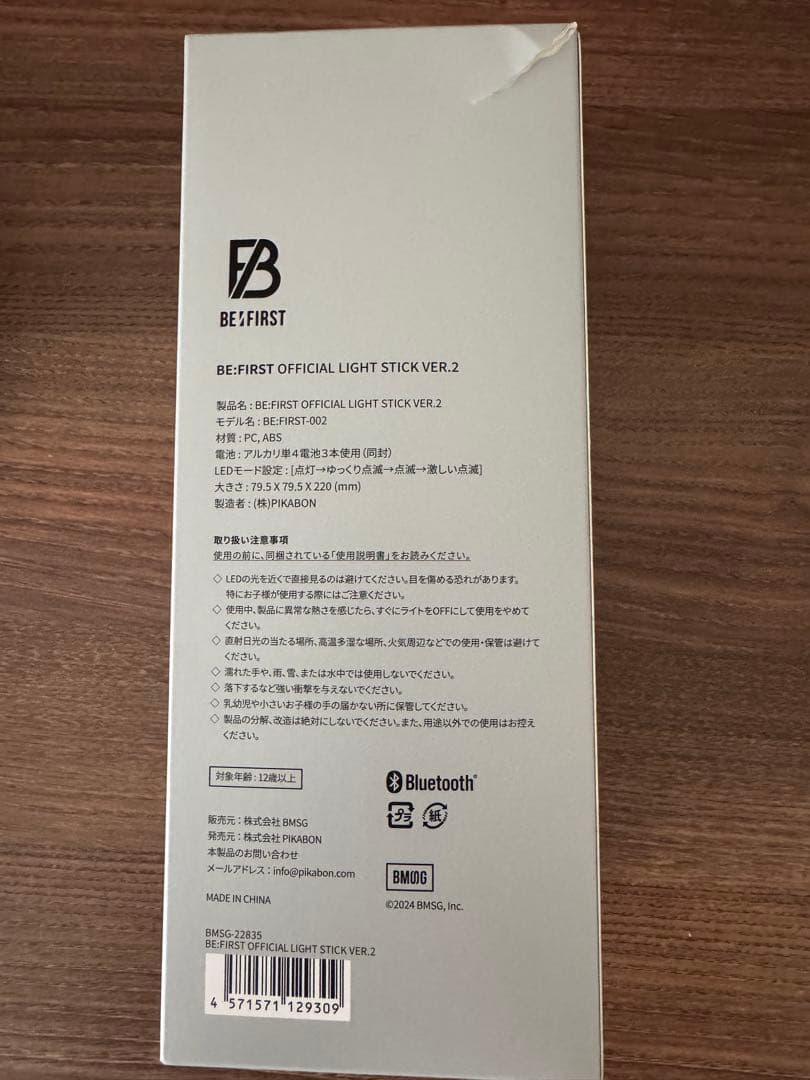 BE:FIRST
BE:FIRST OFFICIAL LIGHT STICK VER.2
製品名 : BE:FIRST OFFICIAL LIGHT STICK VER.2
モデル名 : BE:FIRST-002
材質 : PC, ABS
電池 : アルカリ単４電池３本使用（同封）
LEDモード設定 : [点灯→ゆっくり点滅→点滅→激しい点滅]
大きさ : 79.5 X 79.5 X 220 (mm)
製造者 : (株)PIKABON
取り扱い注意事項
使用の前に、同梱されている「使用説明書」をお読みください。
◇ LEDの光を近くで直接見るのは避けてください。目を傷める恐れがあります。
特にお子様が使用する際にはご注意ください。
◇ 使用中、製品に異常な熱さを感じたら、すぐにライトをOFFにして使用をやめて
ください。
◇ 直射日光の当たる場所、高温多湿な場所、火気周辺などでの使用・保管は避けて
ください。
◇ 濡れた手や、雨、雪、または水中では使用しないでください。
◇ 落下するなど強い衝撃を与えないでください。
◇ 乳幼児や小さいお子様の手の届かない所に保管してください。
◇ 製品の分解、改造は絶対にしないでください。また、用途以外での使用はお控え
ください。
対象年齢 : 12歳以上
Bluetooth®
プラ 紙
販売元 : 株式会社 BMSG
発売元 : 株式会社 PIKABON
本製品のお問い合わせ
メールアドレス : info@pikabon.com
BMSG
©2024 BMSG, Inc.
MADE IN CHINA
BMSG-22835
BE:FIRST OFFICIAL LIGHT STICK VER.2
4 571571 129309